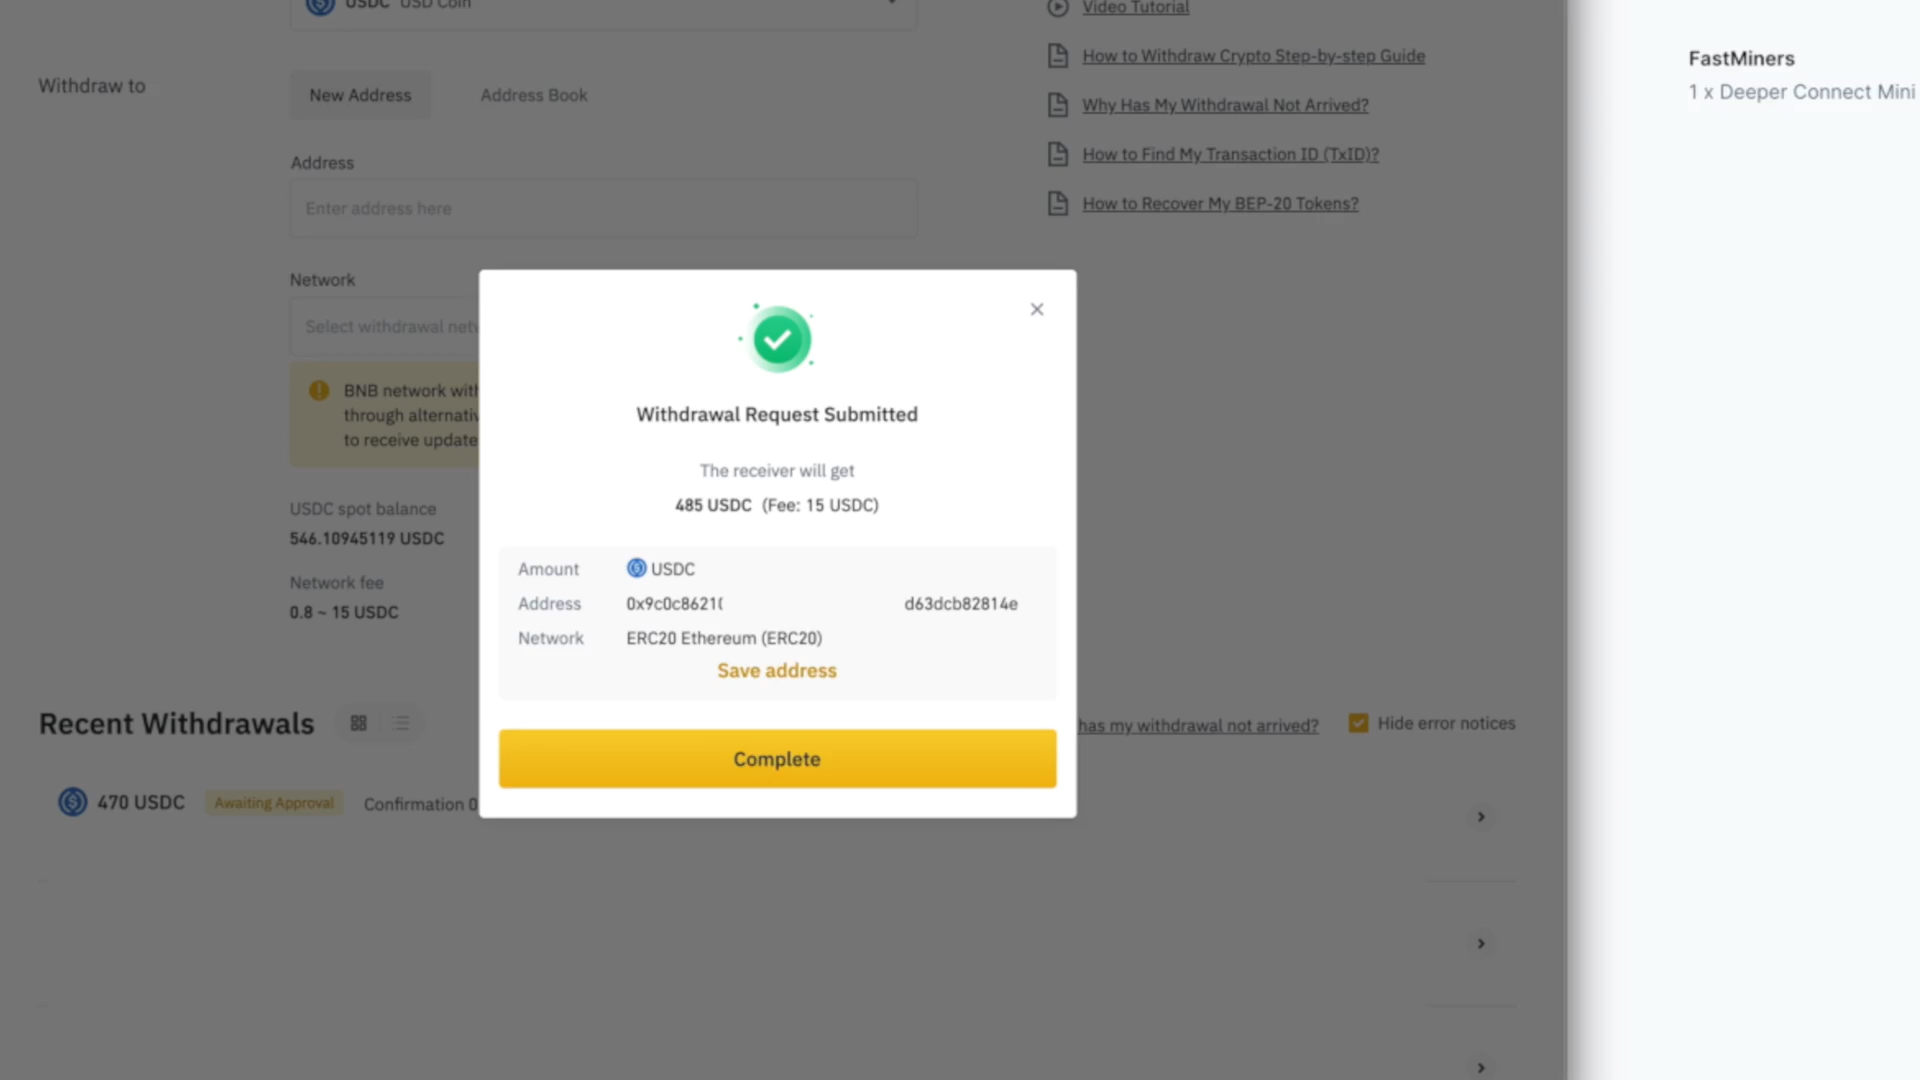 USDC USD Coin
Withdraw to
New Address
Address Book
Address
Enter address here
Network
Select withdrawal
BNB network
through
to receive
USDC spot balance
546.10945119 USDC
Network fee
0.8 ~ 15 USDC
Video Tutorial
How to Withdraw Crypto Step-by-step Guide
Why Has My Withdrawal Not Arrived?
How to Find My Transaction ID (TxID)?
How to Recover My BEP-20 Tokens?
Withdrawal Request Submitted
The receiver will get
485 USDC (Fee: 15 USDC)
Amount USDC
Address 0x9c0c8621 d63dcb82814e
Network ERC20 Ethereum (ERC20)
Save address
Complete
Recent Withdrawals
has my withdrawal not arrived?
Hide error notices
470 USDC Awaiting Approval Confirmation 0
FastMiners
1 x Deeper Connect Mini